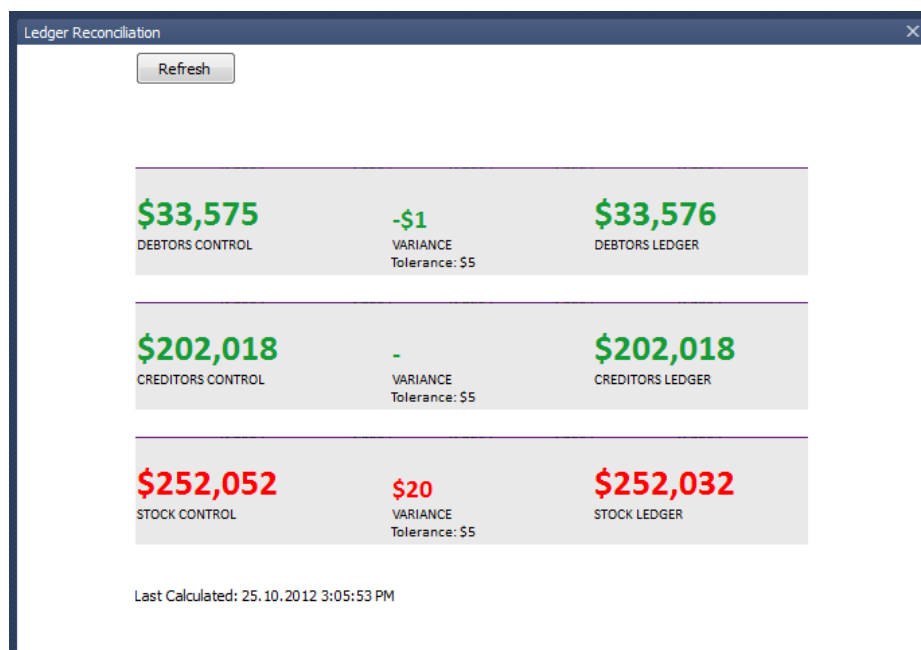 Ledger Reconciliation
Refresh
$33,575 -$1 $33,576
DEBTORS CONTROL VARIANCE DEBTORS LEDGER
Tolerance: $5
$202,018 - $202,018
CREDITORS CONTROL VARIANCE CREDITORS LEDGER
Tolerance: $5
$252,052 $20 $252,032
STOCK CONTROL VARIANCE STOCK LEDGER
Tolerance: $5
Last Calculated: 25.10.2012 3:05:53 PM